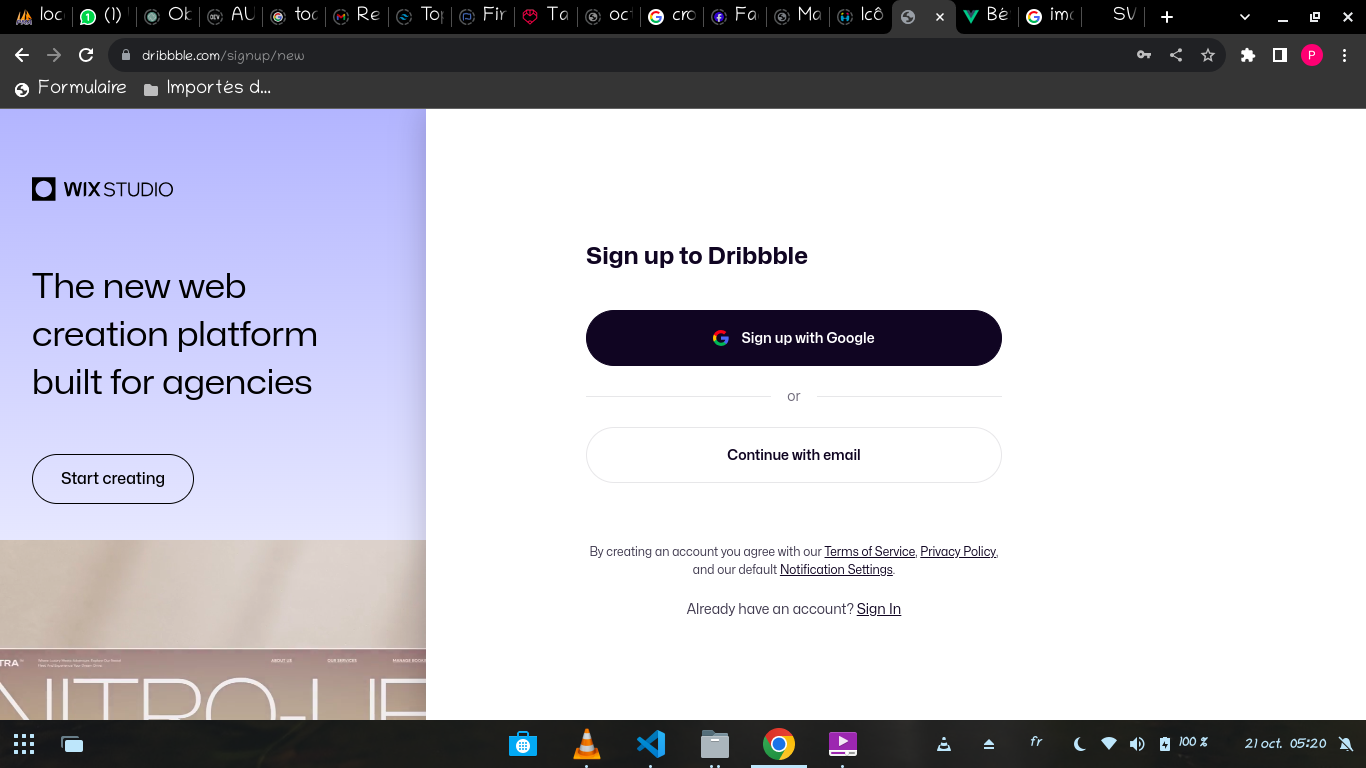 loc
(1)
Ob
AU
too
Re
Top
Fir
Ta
oct
cro
Fa
Ma
Icô
Bé
ima
SV
dribbble.com/signup/new
P
Formulaire
Importés d...
WIX STUDIO
The new web
creation platform
built for agencies
Start creating
Sign up to Dribbble
Sign up with Google
or
Continue with email
By creating an account you agree with our Terms of Service, Privacy Policy,
and our default Notification Settings.
Already have an account? Sign In
TRA
ABOUT US
OUR SERVICES
NITRO-LIF
fr
100 %
21 oct. 05:20